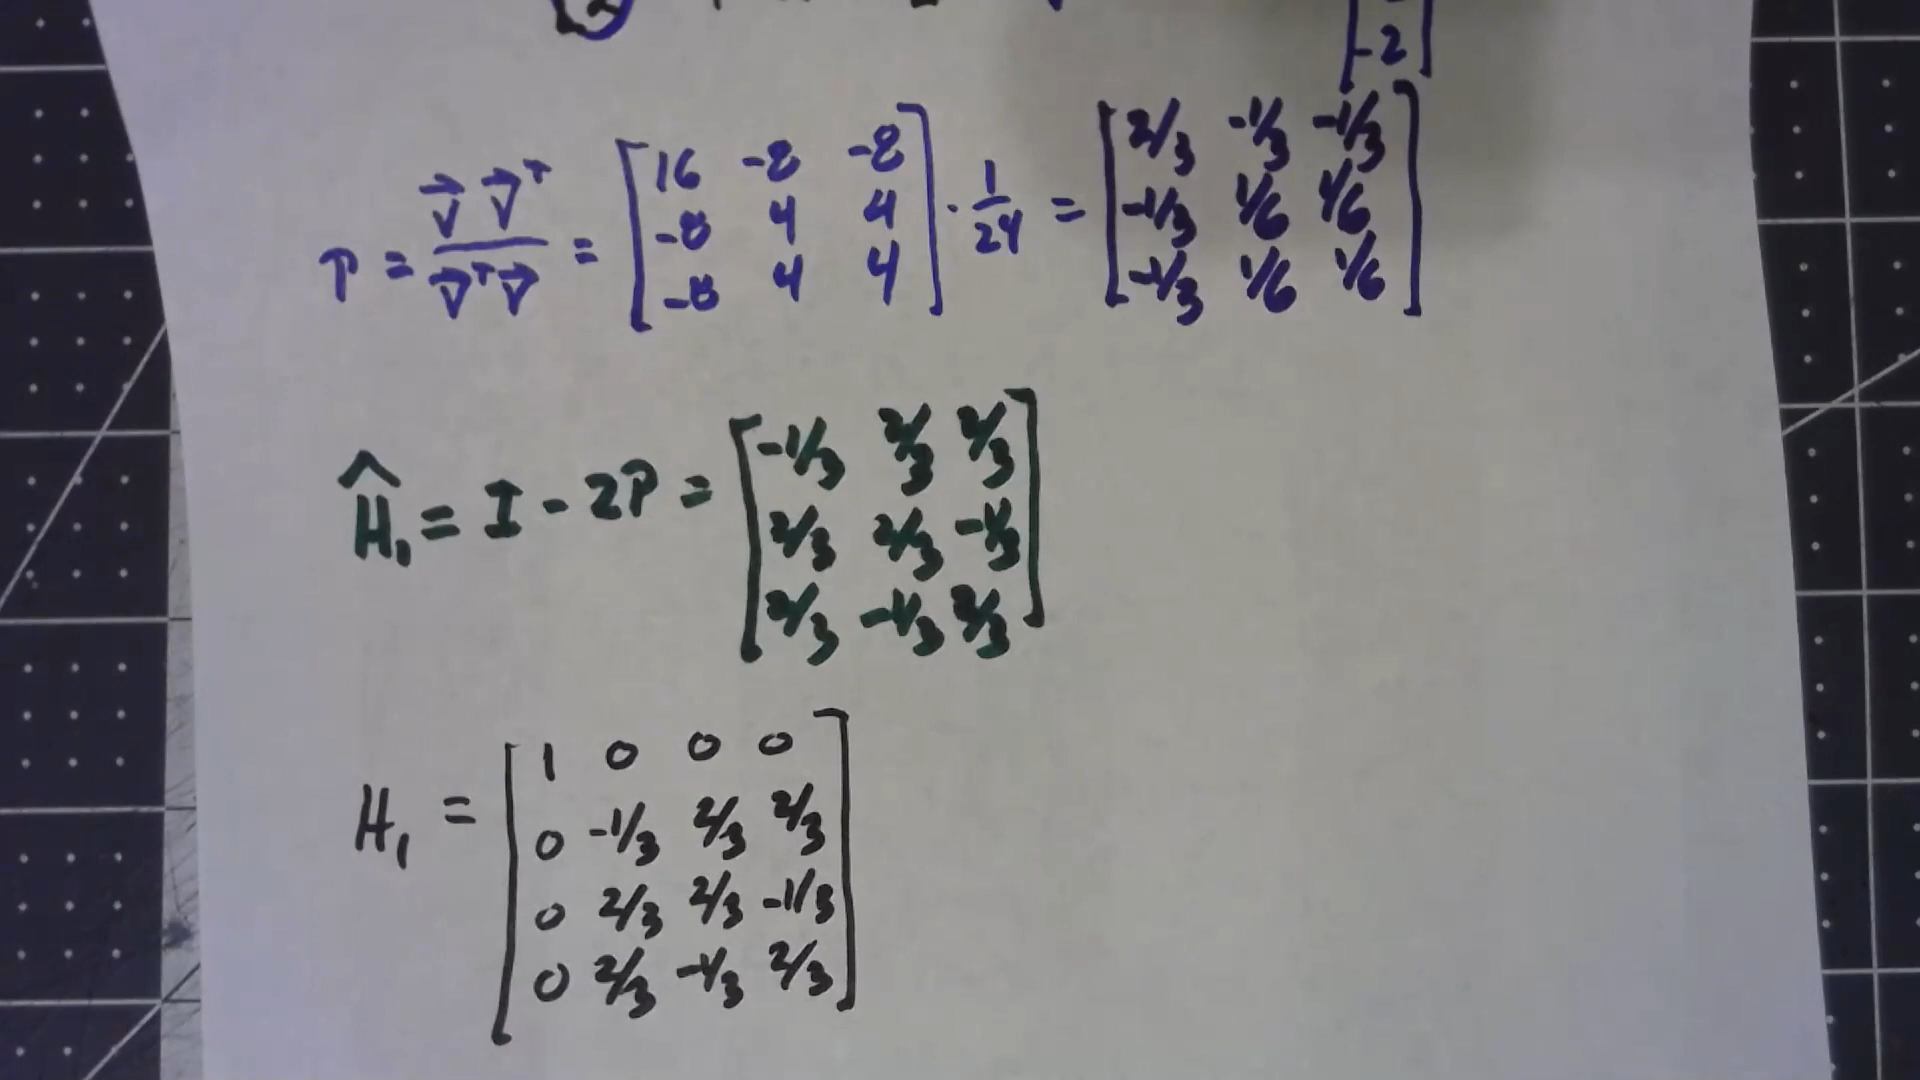 -2
P = v⃗ v⃗ᵀ / v⃗ᵀ v⃗ = [16 -8 -8; -8 4 4; -8 4 4] · 1/24 = [2/3 -1/3 -1/3; -1/3 1/6 1/6; -1/3 1/6 1/6]
Ĥ₁ = I - 2P = [-1/3 2/3 2/3; 2/3 2/3 -1/3; 2/3 -1/3 2/3]
H₁ = [1 0 0 0; 0 -1/3 2/3 2/3; 0 2/3 2/3 -1/3; 0 2/3 -1/3 2/3]